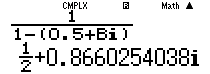 CMPLX R Math ▲
1
1-(0.5+Bi)
1/2+0.8660254038i